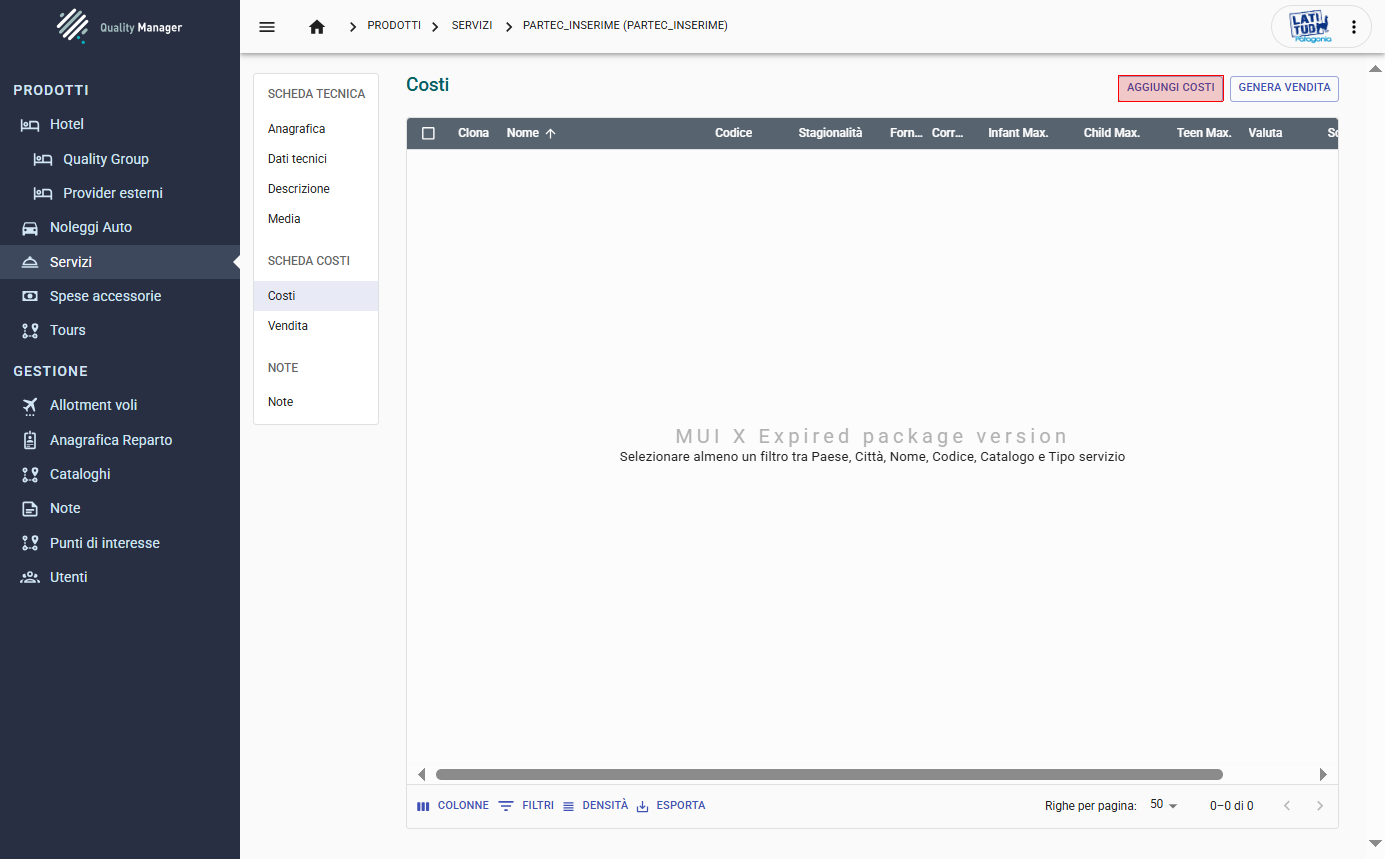 Quality Manager
PRODOTTI
Hotel
Quality Group
Provider esterni
Noleggi Auto
Servizi
Spese accessorie
Tours
GESTIONE
Allotment voli
Anagrafica Reparto
Cataloghi
Note
Punti di interesse
Utenti
PRODOTTI SERVIZI PARTEC_INSERIME (PARTEC_INSERIME)
LATITUD Patagonia
SCHEDA TECNICA
Anagrafica
Dati tecnici
Descrizione
Media
SCHEDA COSTI
Costi
Vendita
NOTE
Note
Costi
AGGIUNGI COSTI GENERA VENDITA
Clona Nome Codice Stagionalità Forn... Corr... Infant Max. Child Max. Teen Max. Valuta Sc
MUI X Expired package version
Selezionare almeno un filtro tra Paese, Città, Nome, Codice, Catalogo e Tipo servizio
COLONNE FILTRI DENSITÀ ESPORTA Righe per pagina: 50 0–0 di 0